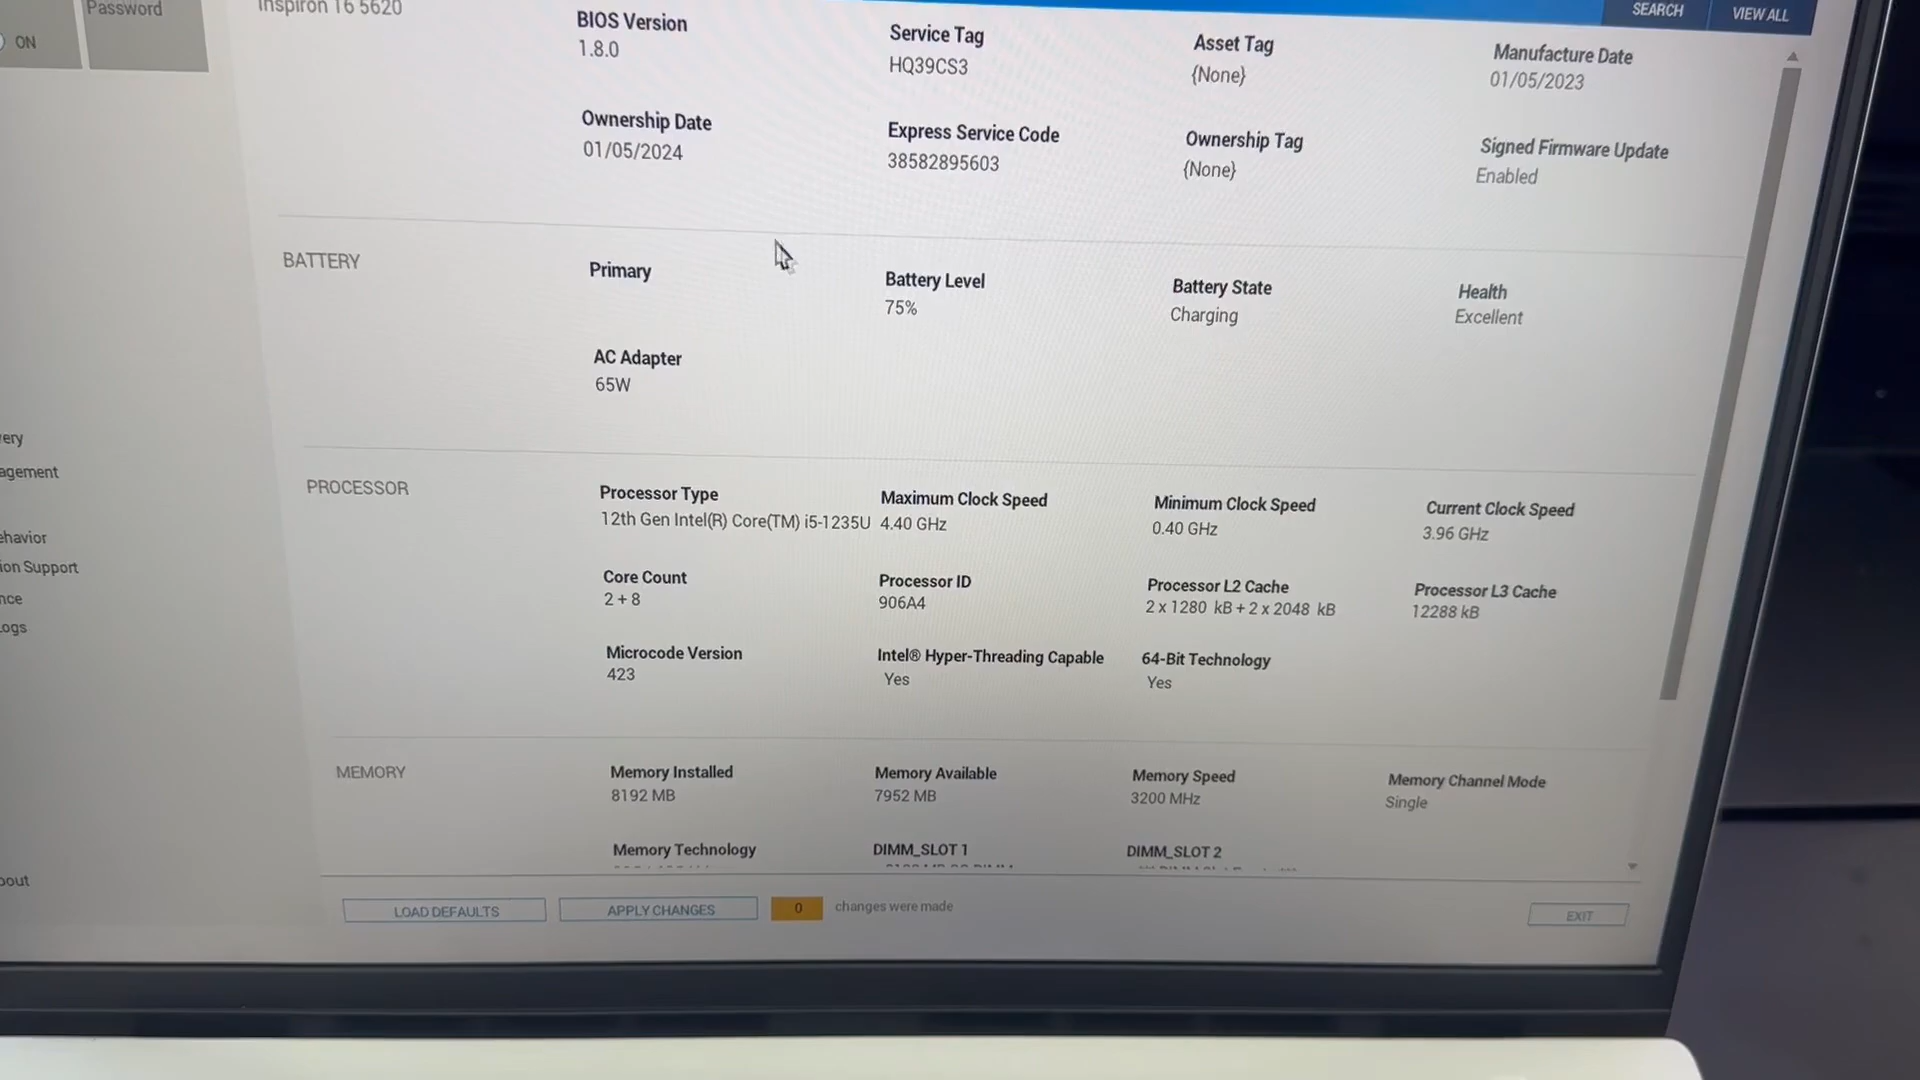 Password
ON
Inspiron 16 5620
SEARCH
VIEW ALL
BIOS Version
1.8.0
Service Tag
HQ39CS3
Asset Tag
{None}
Manufacture Date
01/05/2023
Ownership Date
01/05/2024
Express Service Code
38582895603
Ownership Tag
{None}
Signed Firmware Update
Enabled
BATTERY
Primary
Battery Level
75%
Battery State
Charging
Health
Excellent
AC Adapter
65W
very
agement
ehavior
ion Support
nce
Logs
bout
PROCESSOR
Processor Type
12th Gen Intel(R) Core(TM) i5-1235U
Maximum Clock Speed
4.40 GHz
Minimum Clock Speed
0.40 GHz
Current Clock Speed
3.96 GHz
Core Count
2 + 8
Processor ID
906A4
Processor L2 Cache
2 x 1280 kB + 2 x 2048 kB
Processor L3 Cache
12288 kB
Microcode Version
423
Intel® Hyper-Threading Capable
Yes
64-Bit Technology
Yes
MEMORY
Memory Installed
8192 MB
Memory Available
7952 MB
Memory Speed
3200 MHz
Memory Channel Mode
Single
Memory Technology
DIMM_SLOT 1
DIMM_SLOT 2
LOAD DEFAULTS
APPLY CHANGES
0
changes were made
EXIT